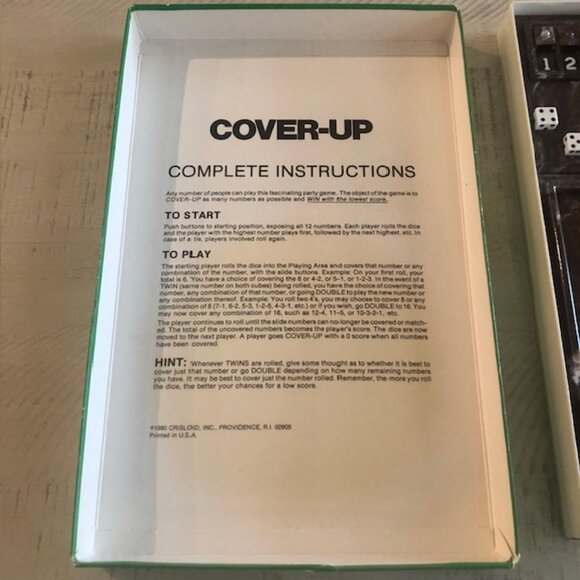 COVER-UP
COMPLETE INSTRUCTIONS
Any number of people can play this fascinating party game. The object of the game is to
COVER-UP as many numbers as possible and WIN with the lowest score.
TO START
Push buttons to starting position, exposing all 12 numbers. Each player rolls the dice
and the player with the highest number plays first, followed by the next highest, etc. In
case of a tie, players involved roll again.
TO PLAY
The starting player rolls the dice into the Playing Area and covers that number or any
combination of the number, with the slide buttons. Example: On your first roll, your
total is 6. You have a choice of covering the 6 or 4-2, or 5-1, or 1-2-3. In the event of a
TWIN (same number on both cubes) being rolled, you have the choice of covering that
number, any combination of that number, or going DOUBLE to play the new number or
any combination thereof. Example: You roll two 4's, you may choose to cover 8 or any
combination of 8 (7-1, 6-2, 5-3, 1-2-5, 4-3-1, etc.) or if you wish, go DOUBLE to 16. You
may now cover any combination of 16, such as 12-4, 11-5, or 10-3-2-1, etc.
The player continues to roll until the slide numbers can no longer be covered or match-
ed. The total of the uncovered numbers becomes the player's score. The dice are now
moved to the next player. A player goes COVER-UP with a 0 score when all numbers
have been covered.
HINT: Whenever TWINS are rolled, give some thought as to whether it is best to
cover just that number or go DOUBLE depending on how many remaining numbers
you have. It may be best to cover just the number rolled. Remember, the more you roll
the dice, the better your chances for a low score.
©1980 CRISLOID, INC., PROVIDENCE, R.I. 02905
Printed in U.S.A.
1 2